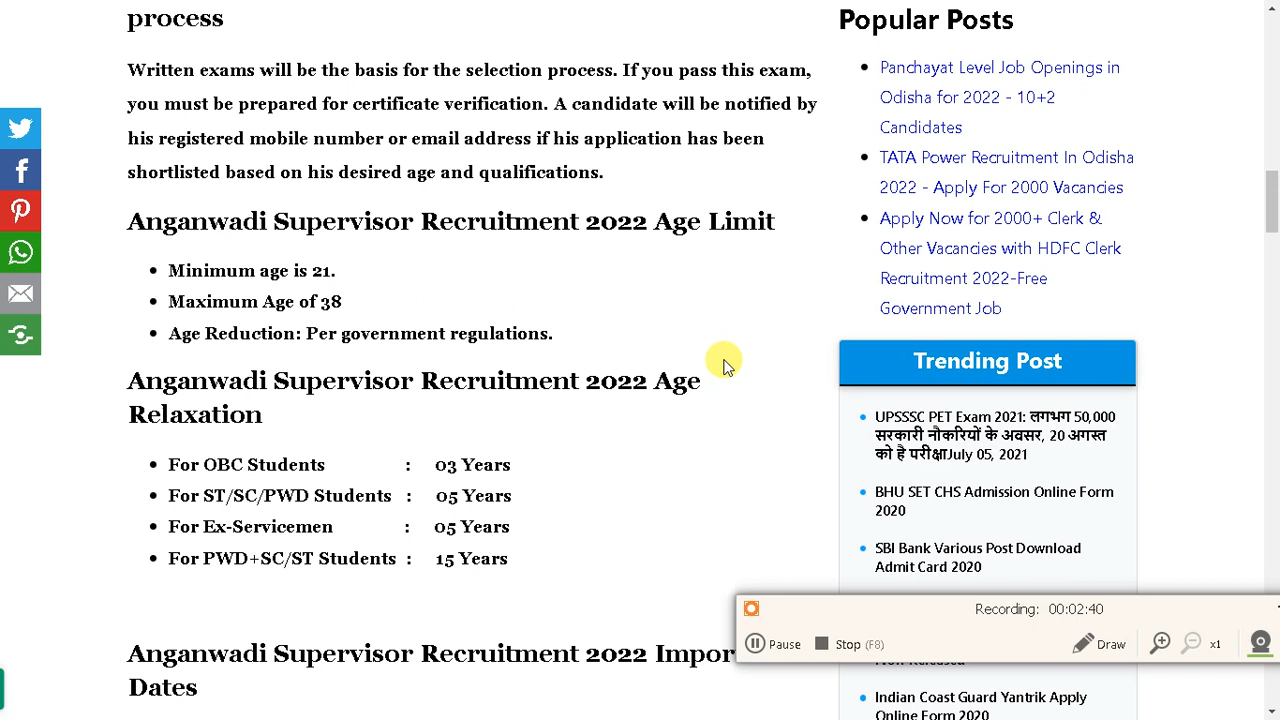 process
Written exams will be the basis for the selection process. If you pass this exam,
you must be prepared for certificate verification. A candidate will be notified by
his registered mobile number or email address if his application has been
shortlisted based on his desired age and qualifications.
Anganwadi Supervisor Recruitment 2022 Age Limit
Minimum age is 21.
Maximum Age of 38
Age Reduction: Per government regulations.
Anganwadi Supervisor Recruitment 2022 Age
Relaxation
For OBC Students : 03 Years
For ST/SC/PWD Students : 05 Years
For Ex-Servicemen : 05 Years
For PWD+SC/ST Students : 15 Years
Anganwadi Supervisor Recruitment 2022 Impor
Dates
Popular Posts
Panchayat Level Job Openings in
Odisha for 2022 - 10+2
Candidates
TATA Power Recruitment In Odisha
2022 - Apply For 2000 Vacancies
Apply Now for 2000+ Clerk &
Other Vacancies with HDFC Clerk
Recruitment 2022-Free
Government Job
Trending Post
UPSSSC PET Exam 2021: लगभग 50,000
सरकारी नौकरियों के अवसर, 20 अगस्त
को है परीक्षाJuly 05, 2021
BHU SET CHS Admission Online Form
2020
SBI Bank Various Post Download
Admit Card 2020
Recording: 00:02:40
Pause Stop (F8) Draw x1
Indian Coast Guard Yantrik Apply
Online Form 2020